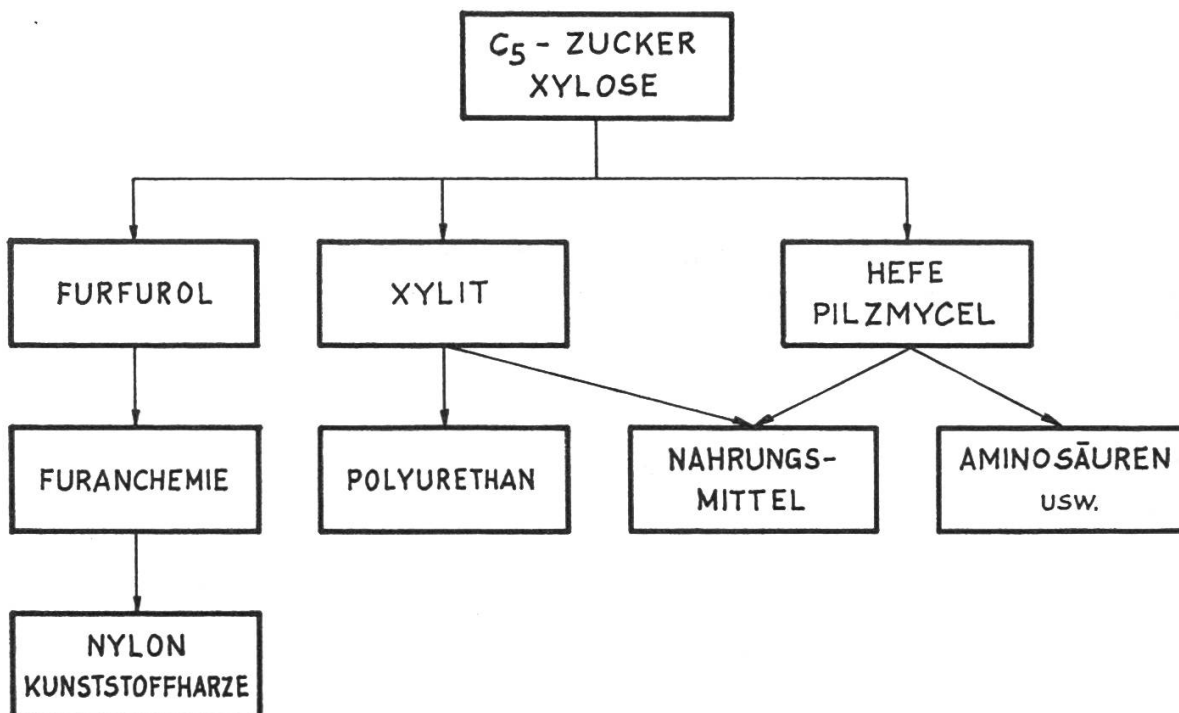 C5 - ZUCKER
XYLOSE
FURFUROL
XYLIT
HEFE
PILZMYCEL
FURANCHEMIE
POLYURETHAN
NAHRUNGS-
MITTEL
AMINOSÄUREN
USW.
NYLON
KUNSTSTOFFHARZE